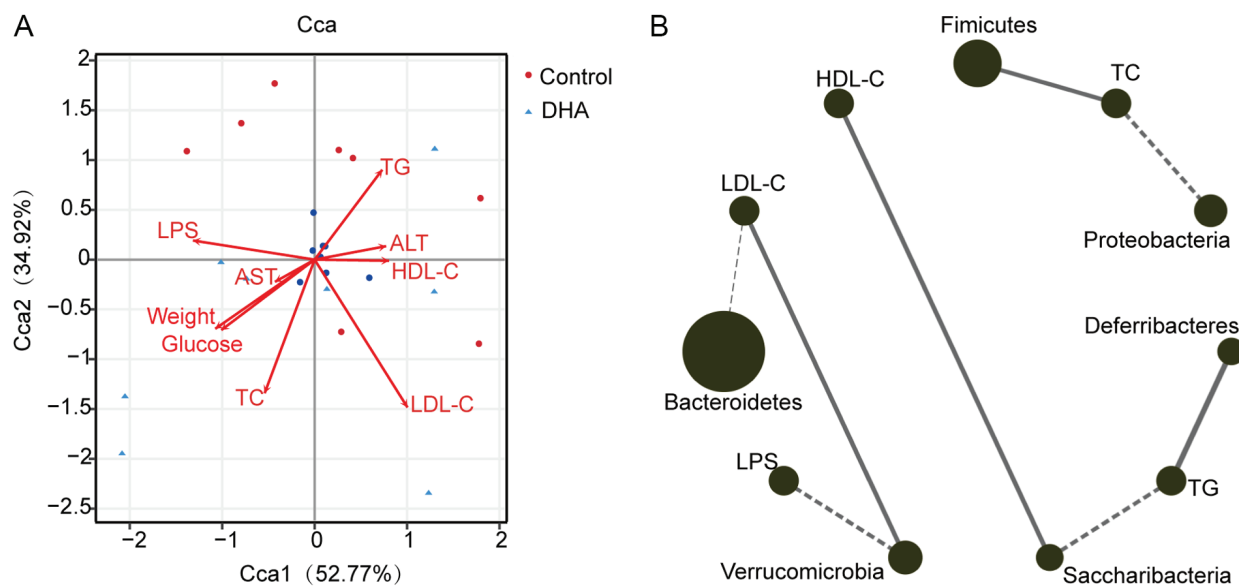 A
Cca
2
1.5
1
0.5
0
−0.5
−1
−1.5
−2
−2.5
Cca2（34.92%）
−2
−1
0
1
2
Cca1（52.77%）
Control
DHA
TG
LPS
ALT
HDL-C
AST
Weight
Glucose
TC
LDL-C
B
Fimicutes
HDL-C
TC
LDL-C
Proteobacteria
Deferribacteres
Bacteroidetes
LPS
TG
Verrucomicrobia
Saccharibacteria